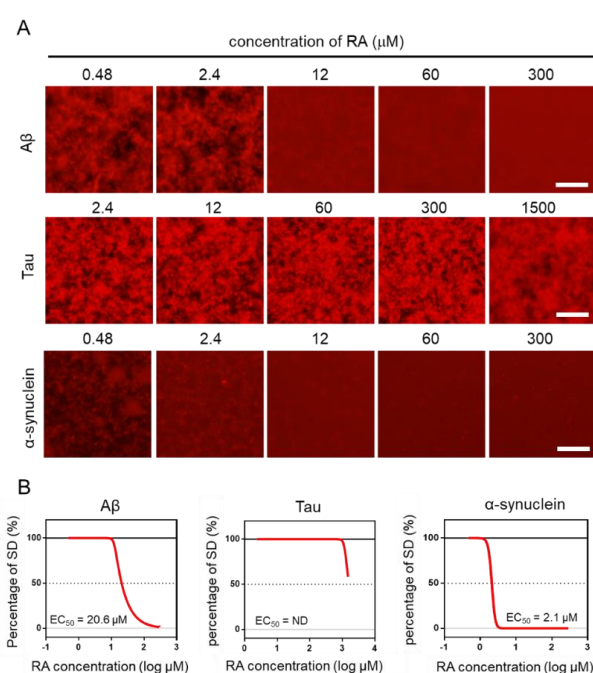 A
concentration of RA (μM)
0.48 2.4 12 60 300
Aβ
2.4 12 60 300 1500
Tau
0.48 2.4 12 60 300
α-synuclein
B
Aβ Tau α-synuclein
Percentage of SD (%)
100
50
0
EC50 = 20.6 μM
-1 0 1 2 3
RA concentration (log μM)
percentage of SD (%)
100
50
0
EC50 = ND
0 1 2 3 4
RA concentration (log μM)
percentage of SD (%)
100
50
0
EC50 = 2.1 μM
-1 0 1 2 3
RA concentration (log μM)